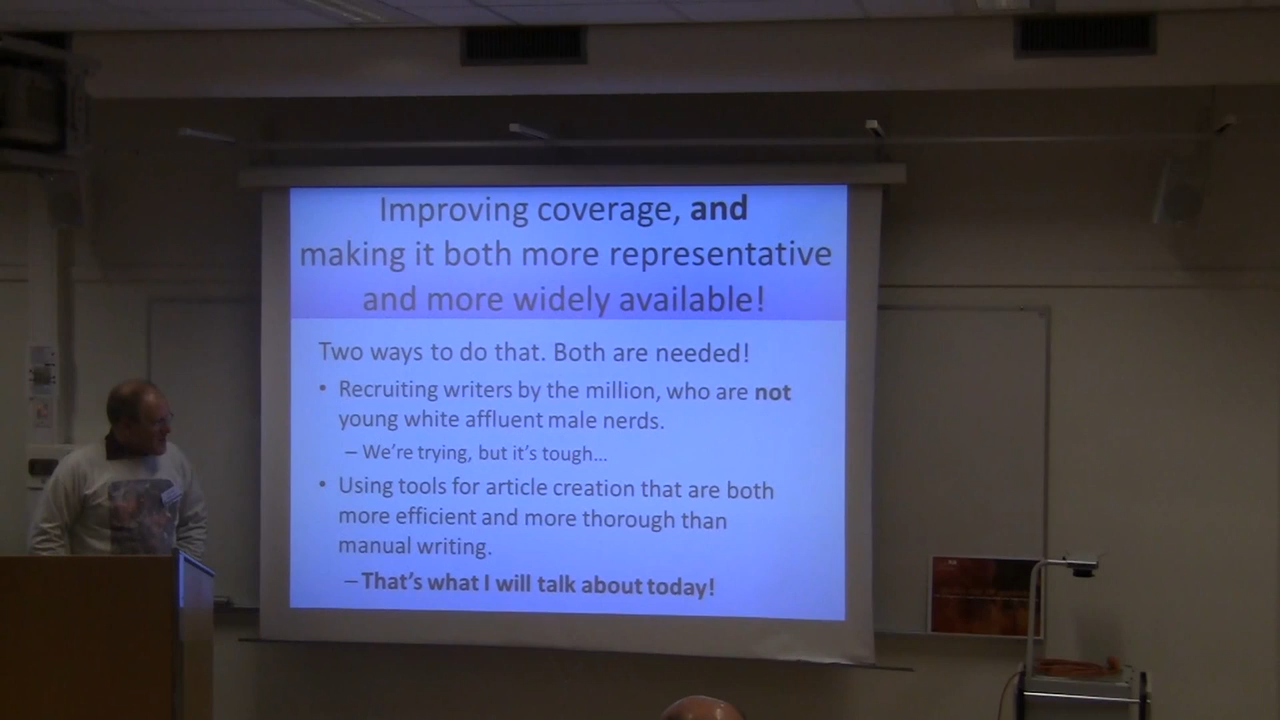 Improving coverage, and
making it both more representative
and more widely available!
Two ways to do that. Both are needed!
• Recruiting writers by the million, who are not
young white affluent male nerds.
– We're trying, but it's tough...
• Using tools for article creation that are both
more efficient and more thorough than
manual writing.
– That's what I will talk about today!